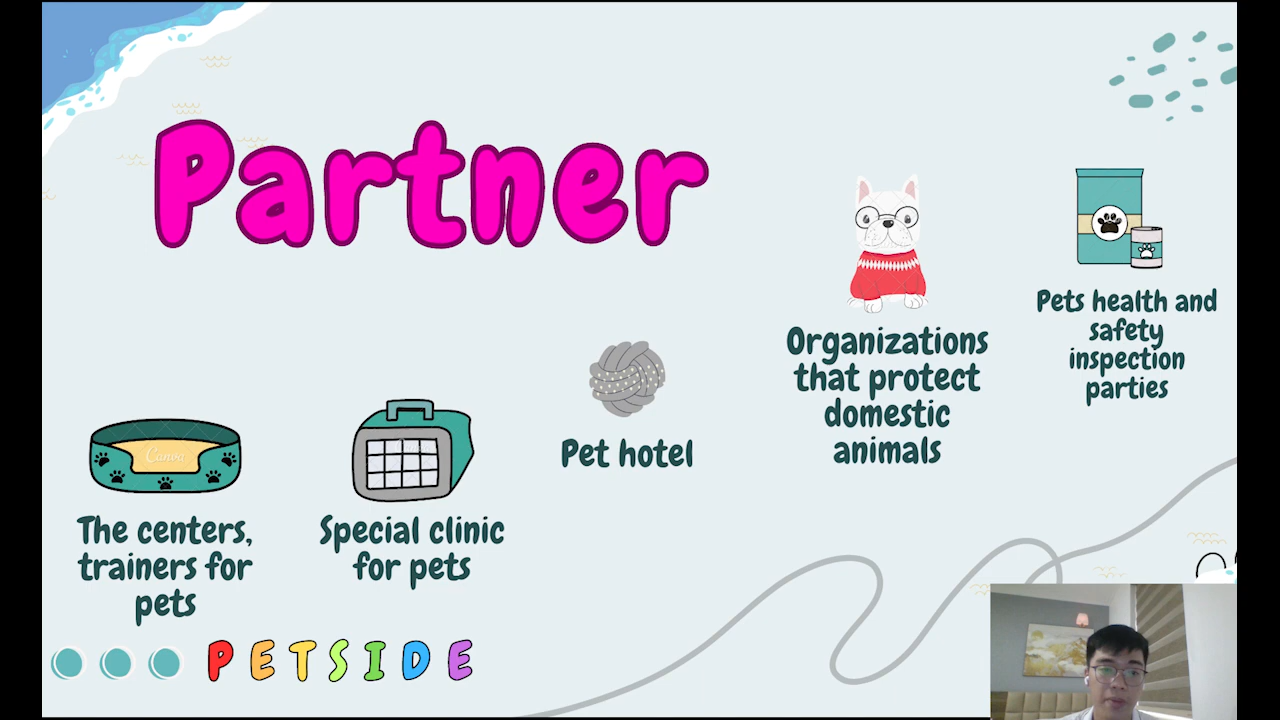 Partner
Organizations
that protect
domestic
animals
Pets health and
safety
inspection
parties
Pet hotel
Canva
The centers,
trainers for
pets
Special clinic
for pets
PETSIDE